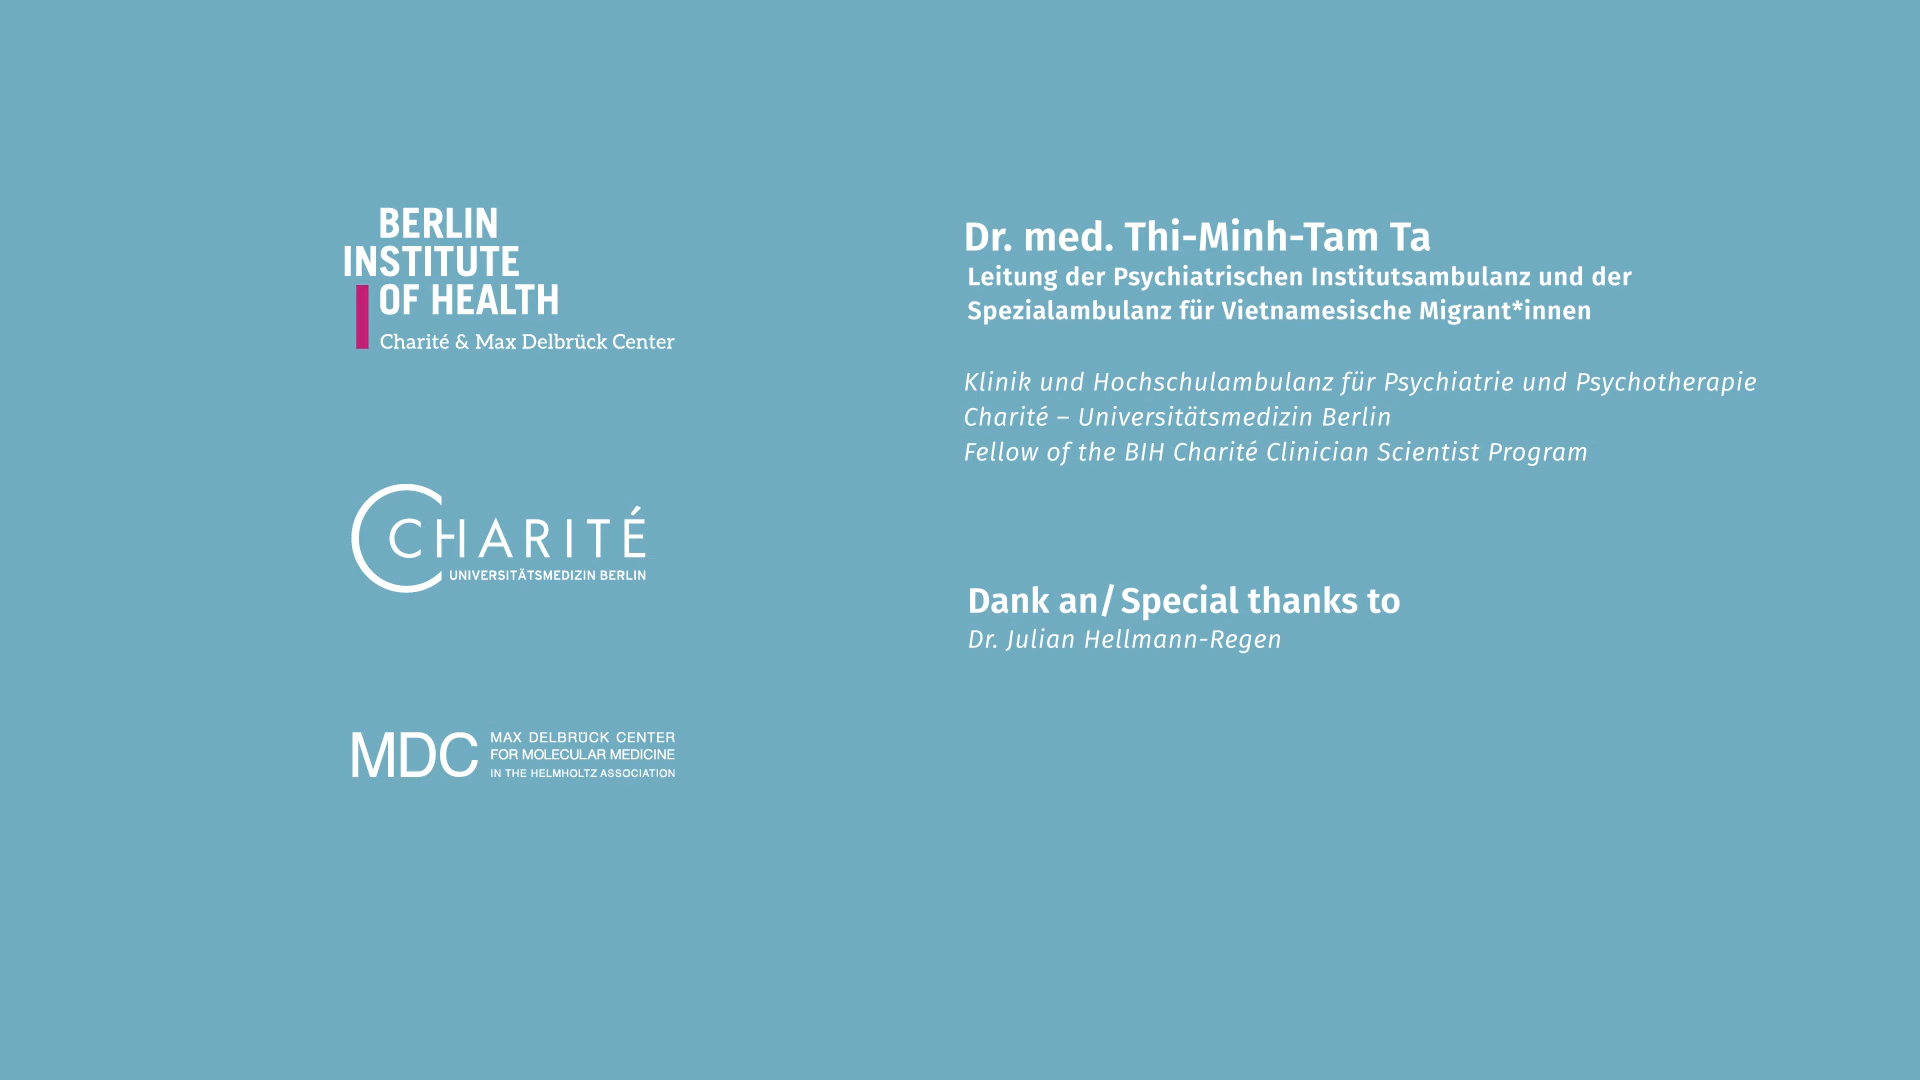 BERLIN
INSTITUTE
OF HEALTH
Charité & Max Delbrück Center
CHARITÉ
UNIVERSITÄTSMEDIZIN BERLIN
MDC
MAX DELBRÜCK CENTER
FOR MOLECULAR MEDICINE
IN THE HELMHOLTZ ASSOCIATION
Dr. med. Thi-Minh-Tam Ta
Leitung der Psychiatrischen Institutsambulanz und der
Spezialambulanz für Vietnamesische Migrant*innen
Klinik und Hochschulambulanz für Psychiatrie und Psychotherapie
Charité – Universitätsmedizin Berlin
Fellow of the BIH Charité Clinician Scientist Program
Dank an/ Special thanks to
Dr. Julian Hellmann-Regen